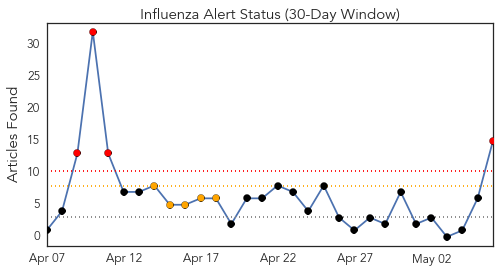 Influenza Alert Status (30-Day Window)
Articles Found
30
25
20
15
10
5
0
Apr 07
Apr 12
Apr 17
Apr 22
Apr 27
May 02